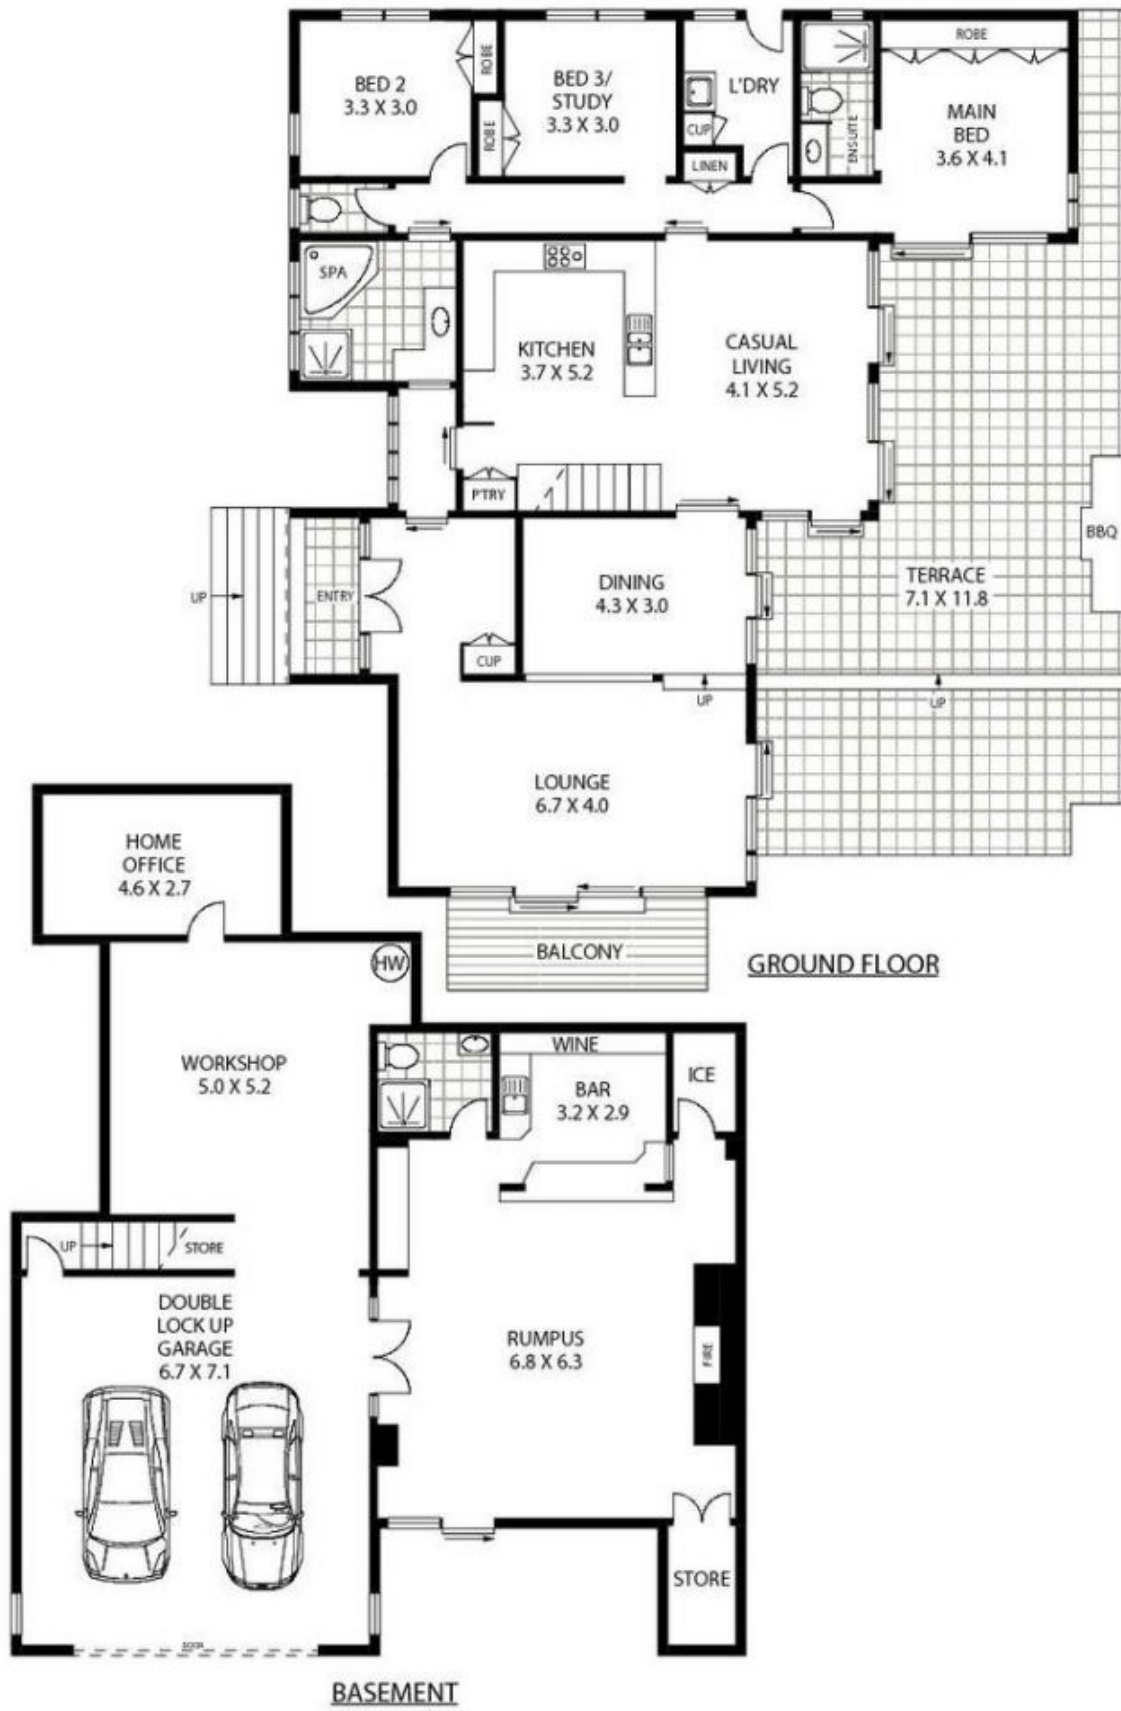 ROBE
BED 2
3.3 X 3.0
ROBE
ROBE
BED 3/
STUDY
3.3 X 3.0
L'DRY
CUP
LINEN
ENSUITE
MAIN
BED
3.6 X 4.1
SPA
KITCHEN
3.7 X 5.2
CASUAL
LIVING
4.1 X 5.2
PTRY
BBQ
UP
ENTRY
DINING
4.3 X 3.0
TERRACE
7.1 X 11.8
CUP
UP
UP
LOUNGE
6.7 X 4.0
BALCONY
GROUND FLOOR
HOME
OFFICE
4.6 X 2.7
HW
WORKSHOP
5.0 X 5.2
WINE
BAR
3.2 X 2.9
ICE
UP
STORE
DOUBLE
LOCK UP
GARAGE
6.7 X 7.1
RUMPUS
6.8 X 6.3
FIRE
STORE
DOOR
BASEMENT